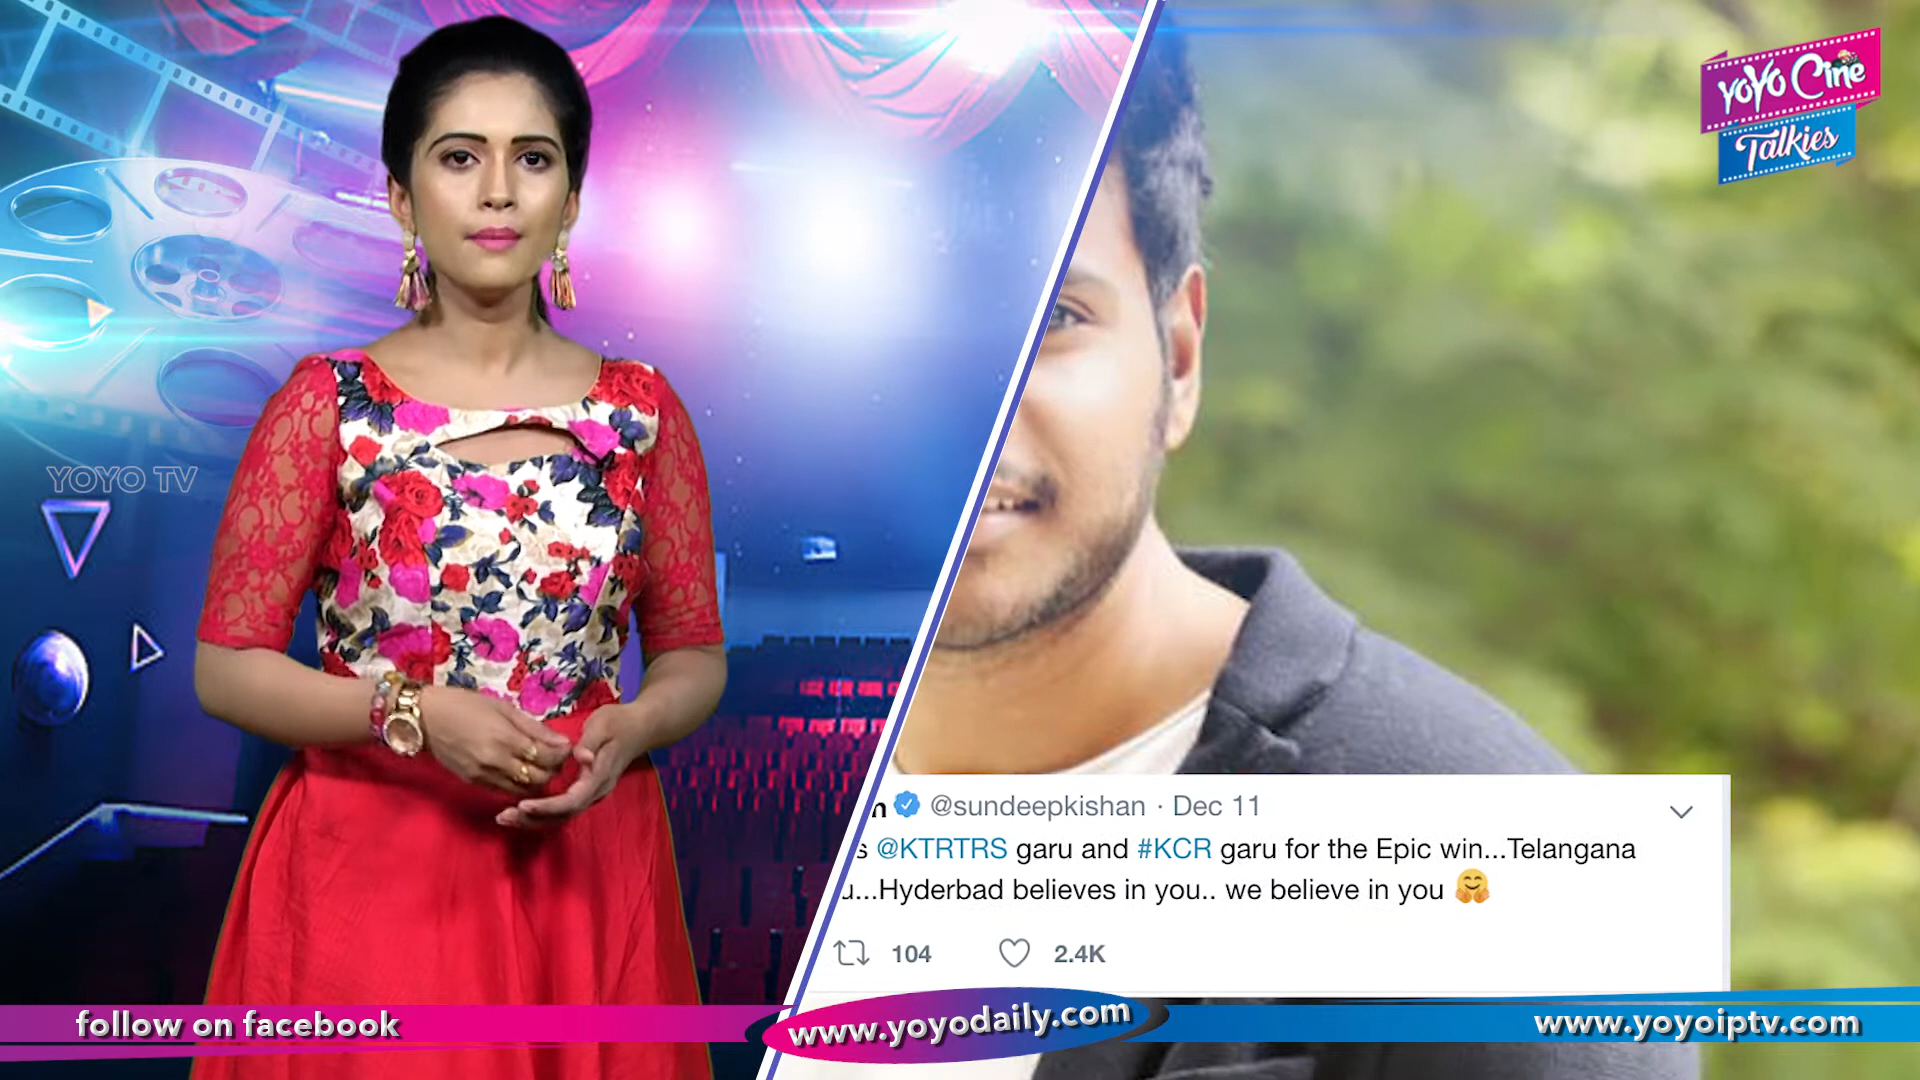 YOYO Cine
Talkies
YOYO TV
@sundeepkishan · Dec 11
@KTRTRS garu and #KCR garu for the Epic win...Telangana
...Hyderbad believes in you.. we believe in you 🤗
104
2.4K
follow on facebook
www.yoyodaily.com
www.yoyoiptv.com